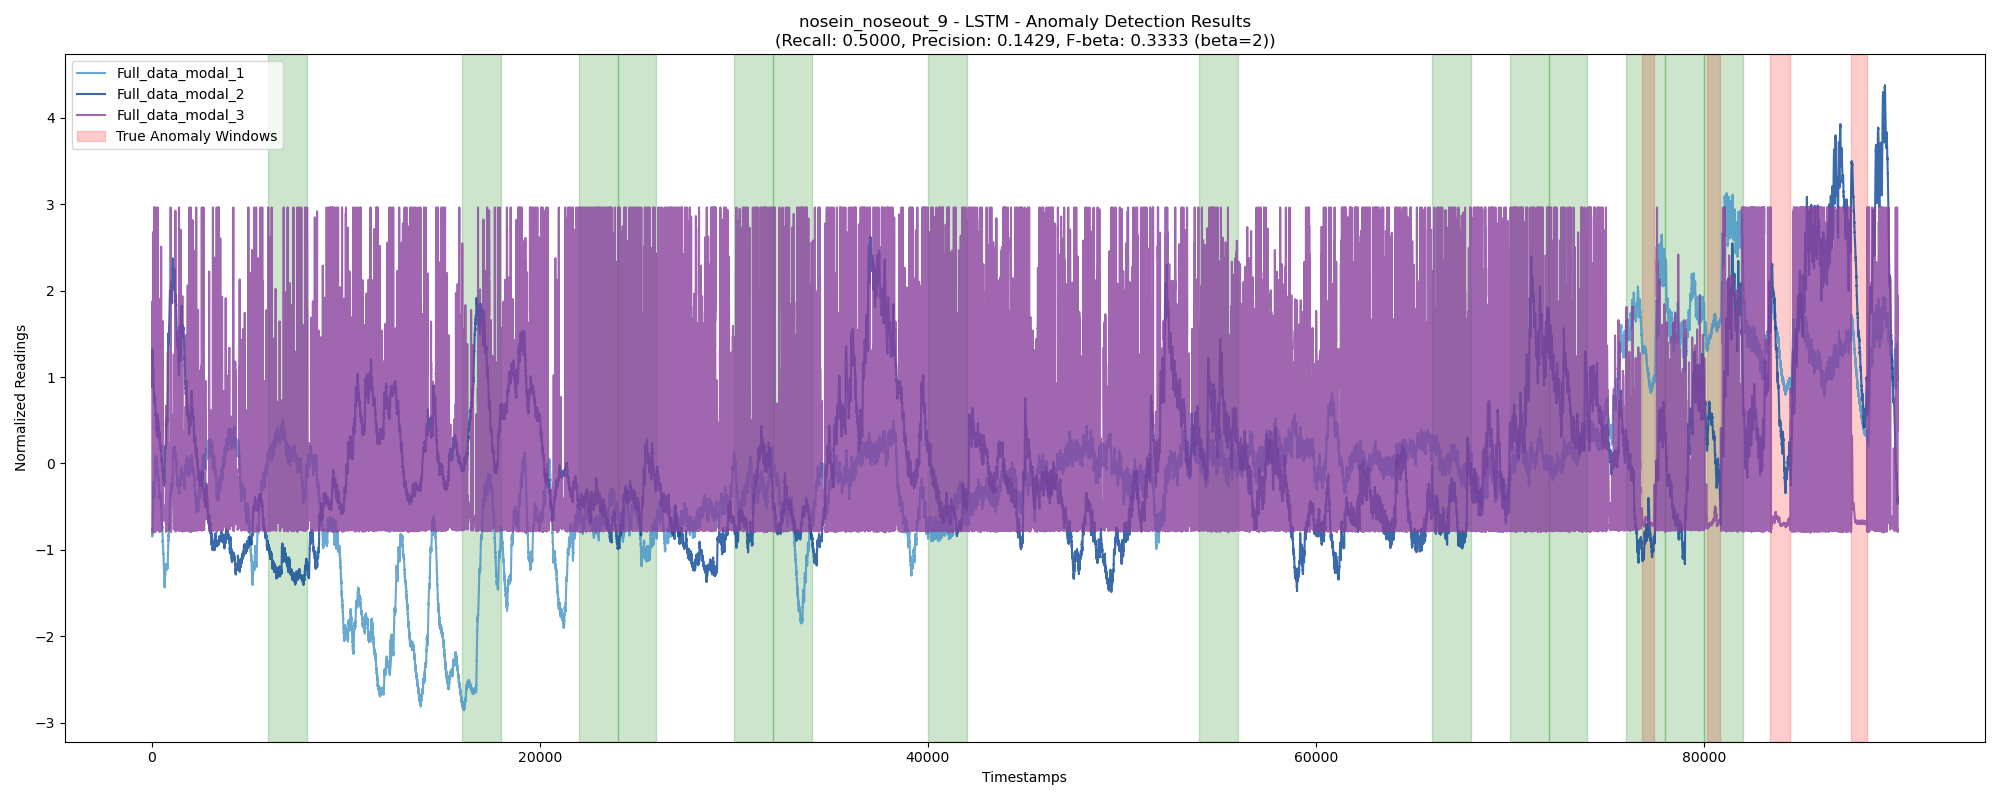 nosein_noseout_9 - LSTM - Anomaly Detection Results
(Recall: 0.5000, Precision: 0.1429, F-beta: 0.3333 (beta=2))
Full_data_modal_1
Full_data_modal_2
Full_data_modal_3
True Anomaly Windows
Normalized Readings
4
3
2
1
0
−1
−2
−3
0
20000
40000
60000
80000
Timestamps